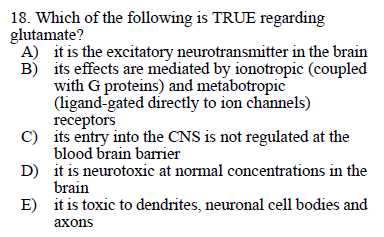 18. Which of the following is TRUE regarding
glutamate?
A) it is the excitatory neurotransmitter in the brain
B) its effects are mediated by ionotropic (coupled
with G proteins) and metabotropic
(ligand-gated directly to ion channels)
receptors
C) its entry into the CNS is not regulated at the
blood brain barrier
D) it is neurotoxic at normal concentrations in the
brain
E) it is toxic to dendrites, neuronal cell bodies and
axons